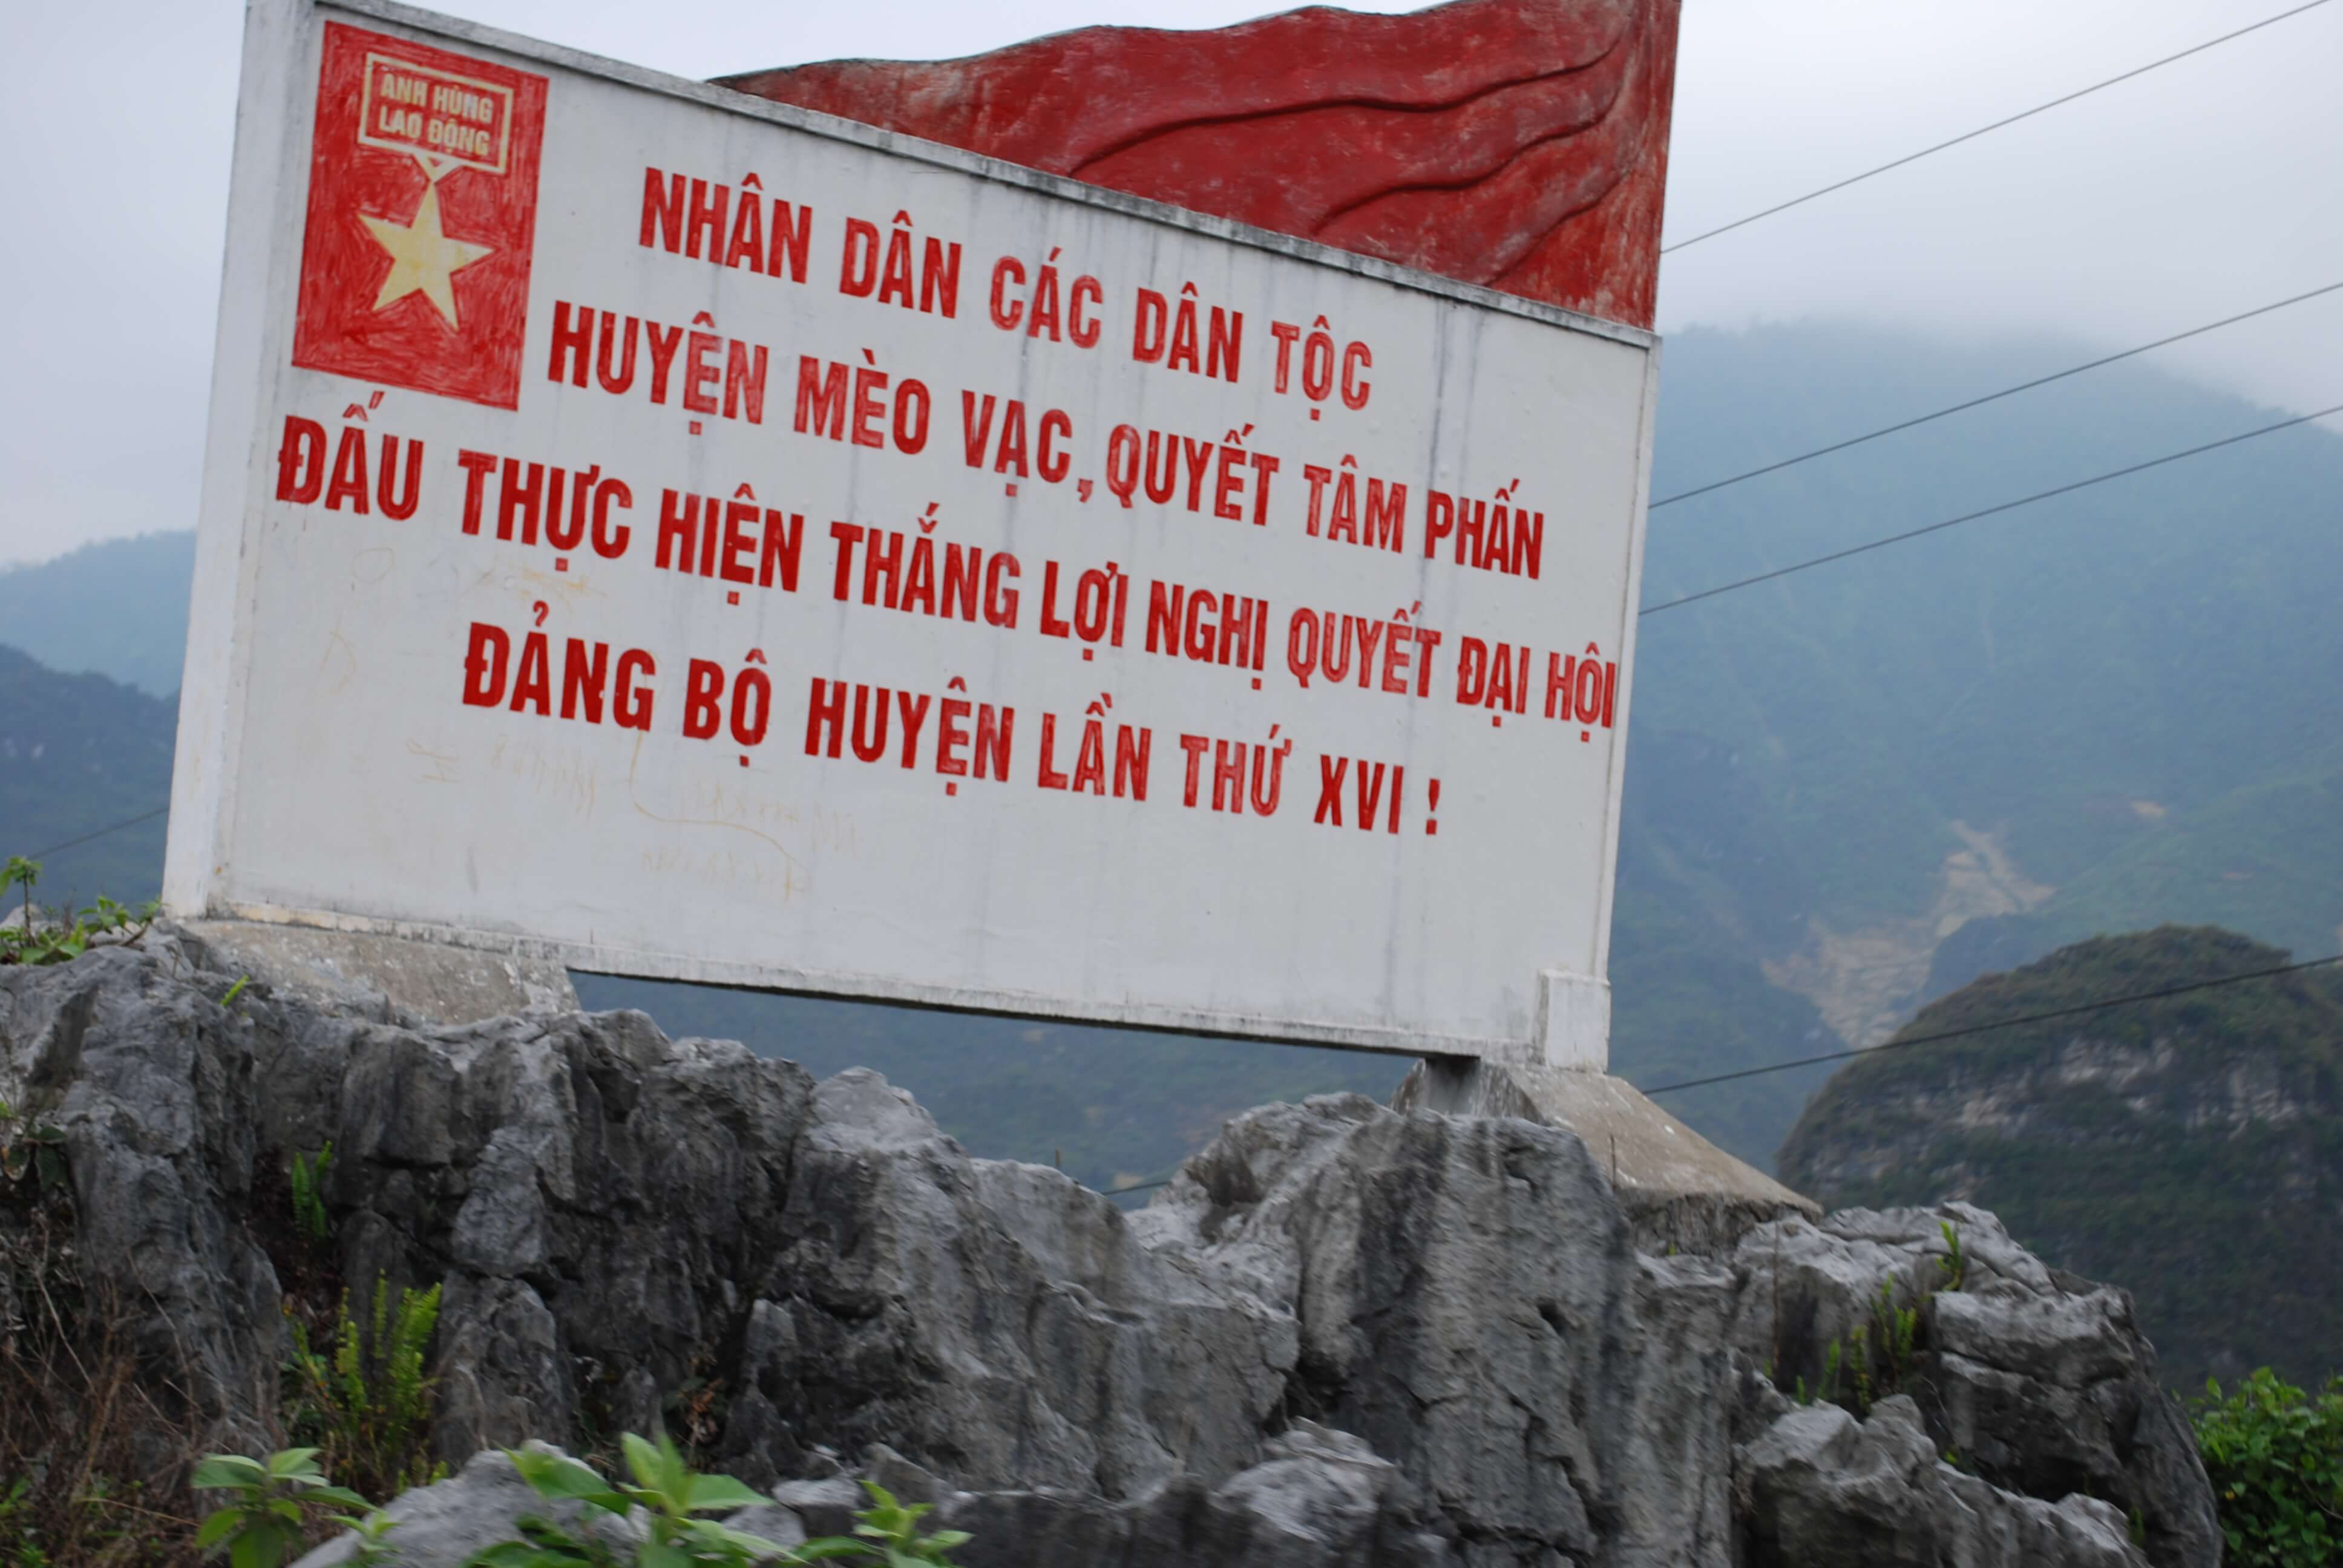 ANH HÙNG
LAO ĐỘNG
NHÂN DÂN CÁC DÂN TỘC
HUYỆN MÈO VẠC, QUYẾT TÂM PHẤN
ĐẤU THỰC HIỆN THẮNG LỢI NGHỊ QUYẾT ĐẠI HỘI
ĐẢNG BỘ HUYỆN LẦN THỨ XVI !